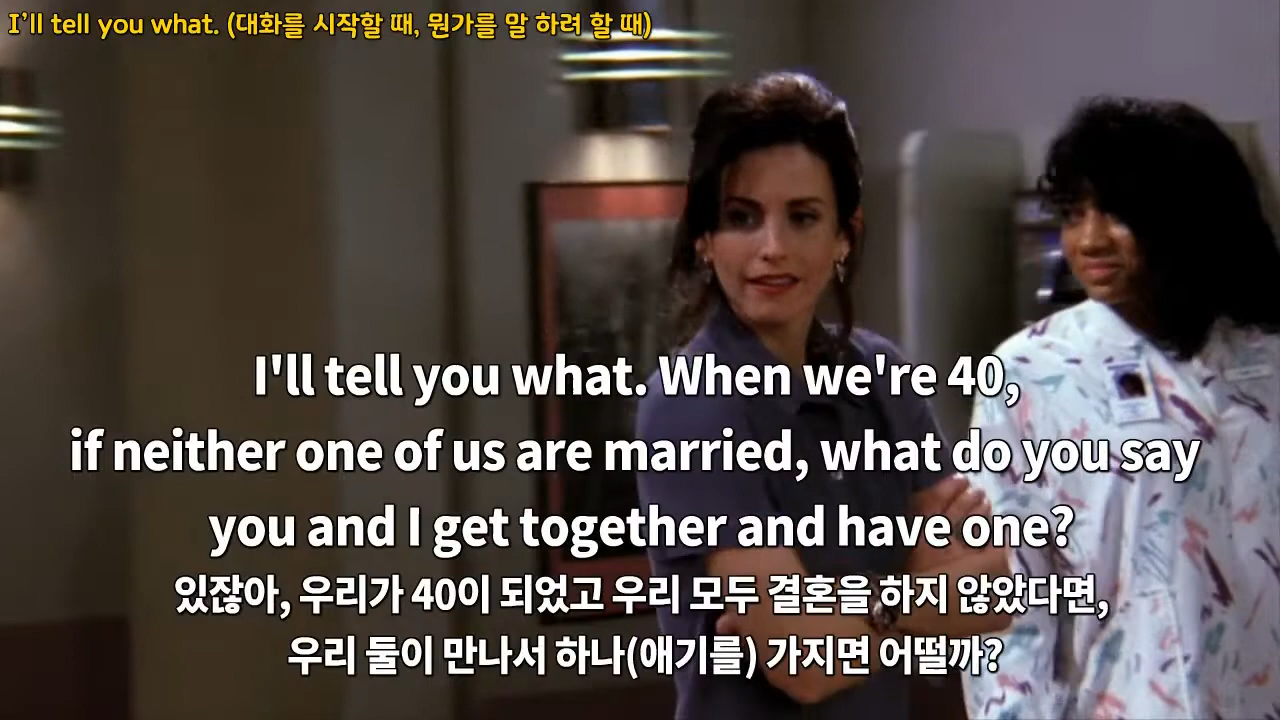 I'll tell you what. (대화를 시작할 때, 뭔가를 말 하려 할 때)
I'll tell you what. When we're 40,
if neither one of us are married, what do you say
you and I get together and have one?
있잖아, 우리가 40이 되었고 우리 모두 결혼을 하지 않았다면,
우리 둘이 만나서 하나(애기를) 가지면 어떨까?